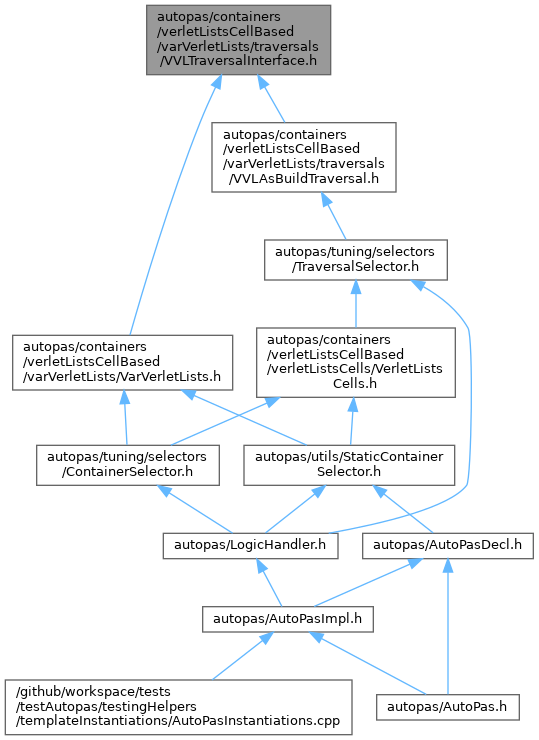 autopas/containers
/verletListsCellBased
/varVerletLists/traversals
/VVLTraversalInterface.h
autopas/containers
/verletListsCellBased
/varVerletLists/traversals
/VVLAsBuildTraversal.h
autopas/tuning/selectors
/TraversalSelector.h
autopas/containers
/verletListsCellBased
/varVerletLists/VarVerletLists.h
autopas/containers
/verletListsCellBased
/verletListsCells/VerletLists
Cells.h
autopas/tuning/selectors
/ContainerSelector.h
autopas/utils/StaticContainer
Selector.h
autopas/LogicHandler.h
autopas/AutoPasDecl.h
autopas/AutoPasImpl.h
/github/workspace/tests
/testAutopas/testingHelpers
/templateInstantiations/AutoPasInstantiations.cpp
autopas/AutoPas.h